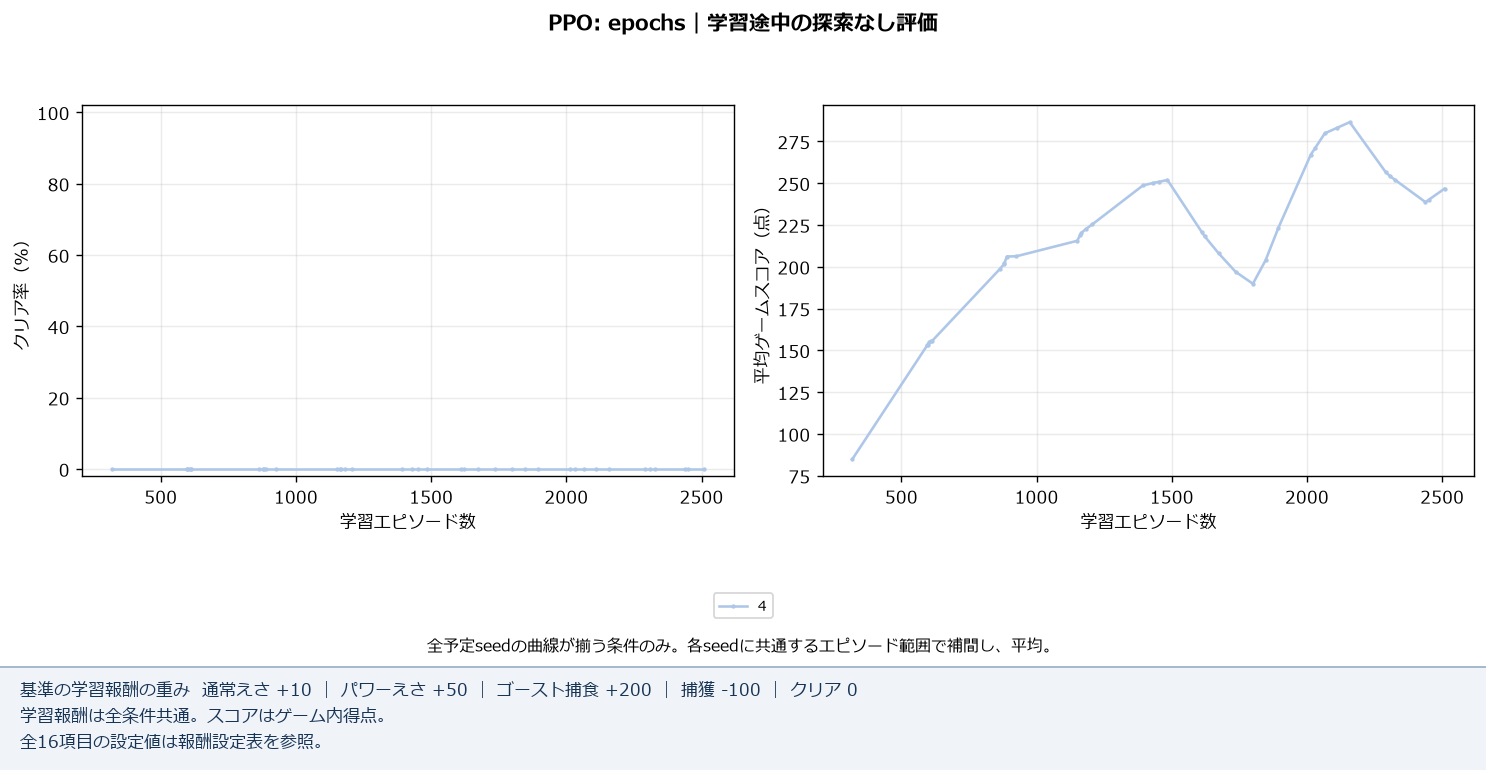 PPO: epochs｜学習途中の探索なし評価
クリア率（%）
100
80
60
40
20
0
500
1000
1500
2000
2500
学習エピソード数
平均ゲームスコア（点）
275
250
225
200
175
150
125
100
75
500
1000
1500
2000
2500
学習エピソード数
4
全予定seedの曲線が揃う条件のみ。各seedに共通するエピソード範囲で補間し、平均。
基準の学習報酬の重み 通常えさ +10 ｜ パワーえさ +50 ｜ ゴースト捕食 +200 ｜ 捕獲 -100 ｜ クリア 0
学習報酬は全条件共通。スコアはゲーム内得点。
全16項目の設定値は報酬設定表を参照。